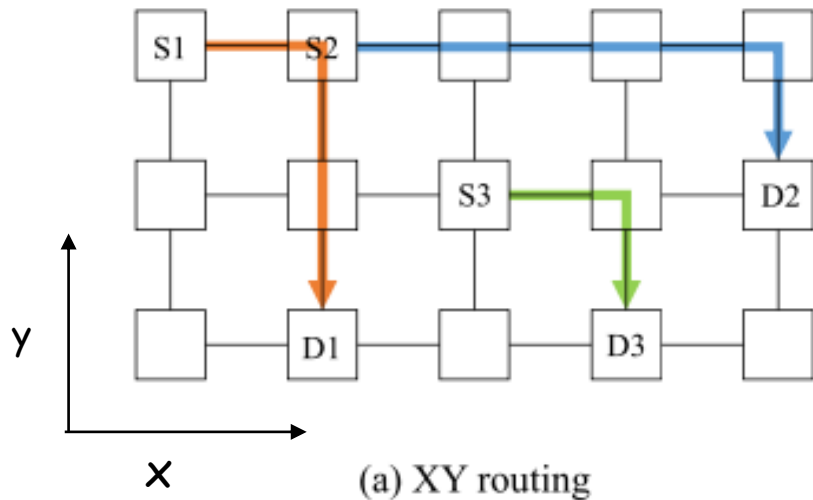 S1 S2
S3 D2
D1 D3
y
x
(a) XY routing